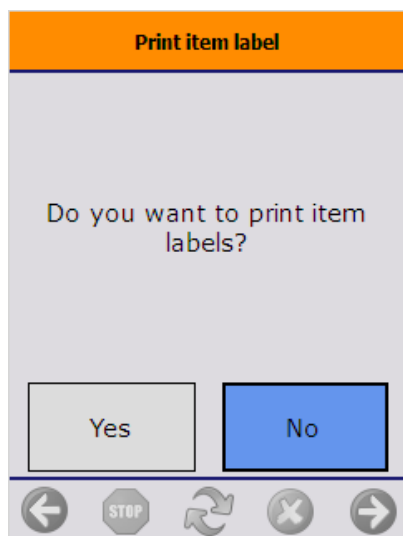 Print item label
Do you want to print item
labels?
Yes
No
STOP